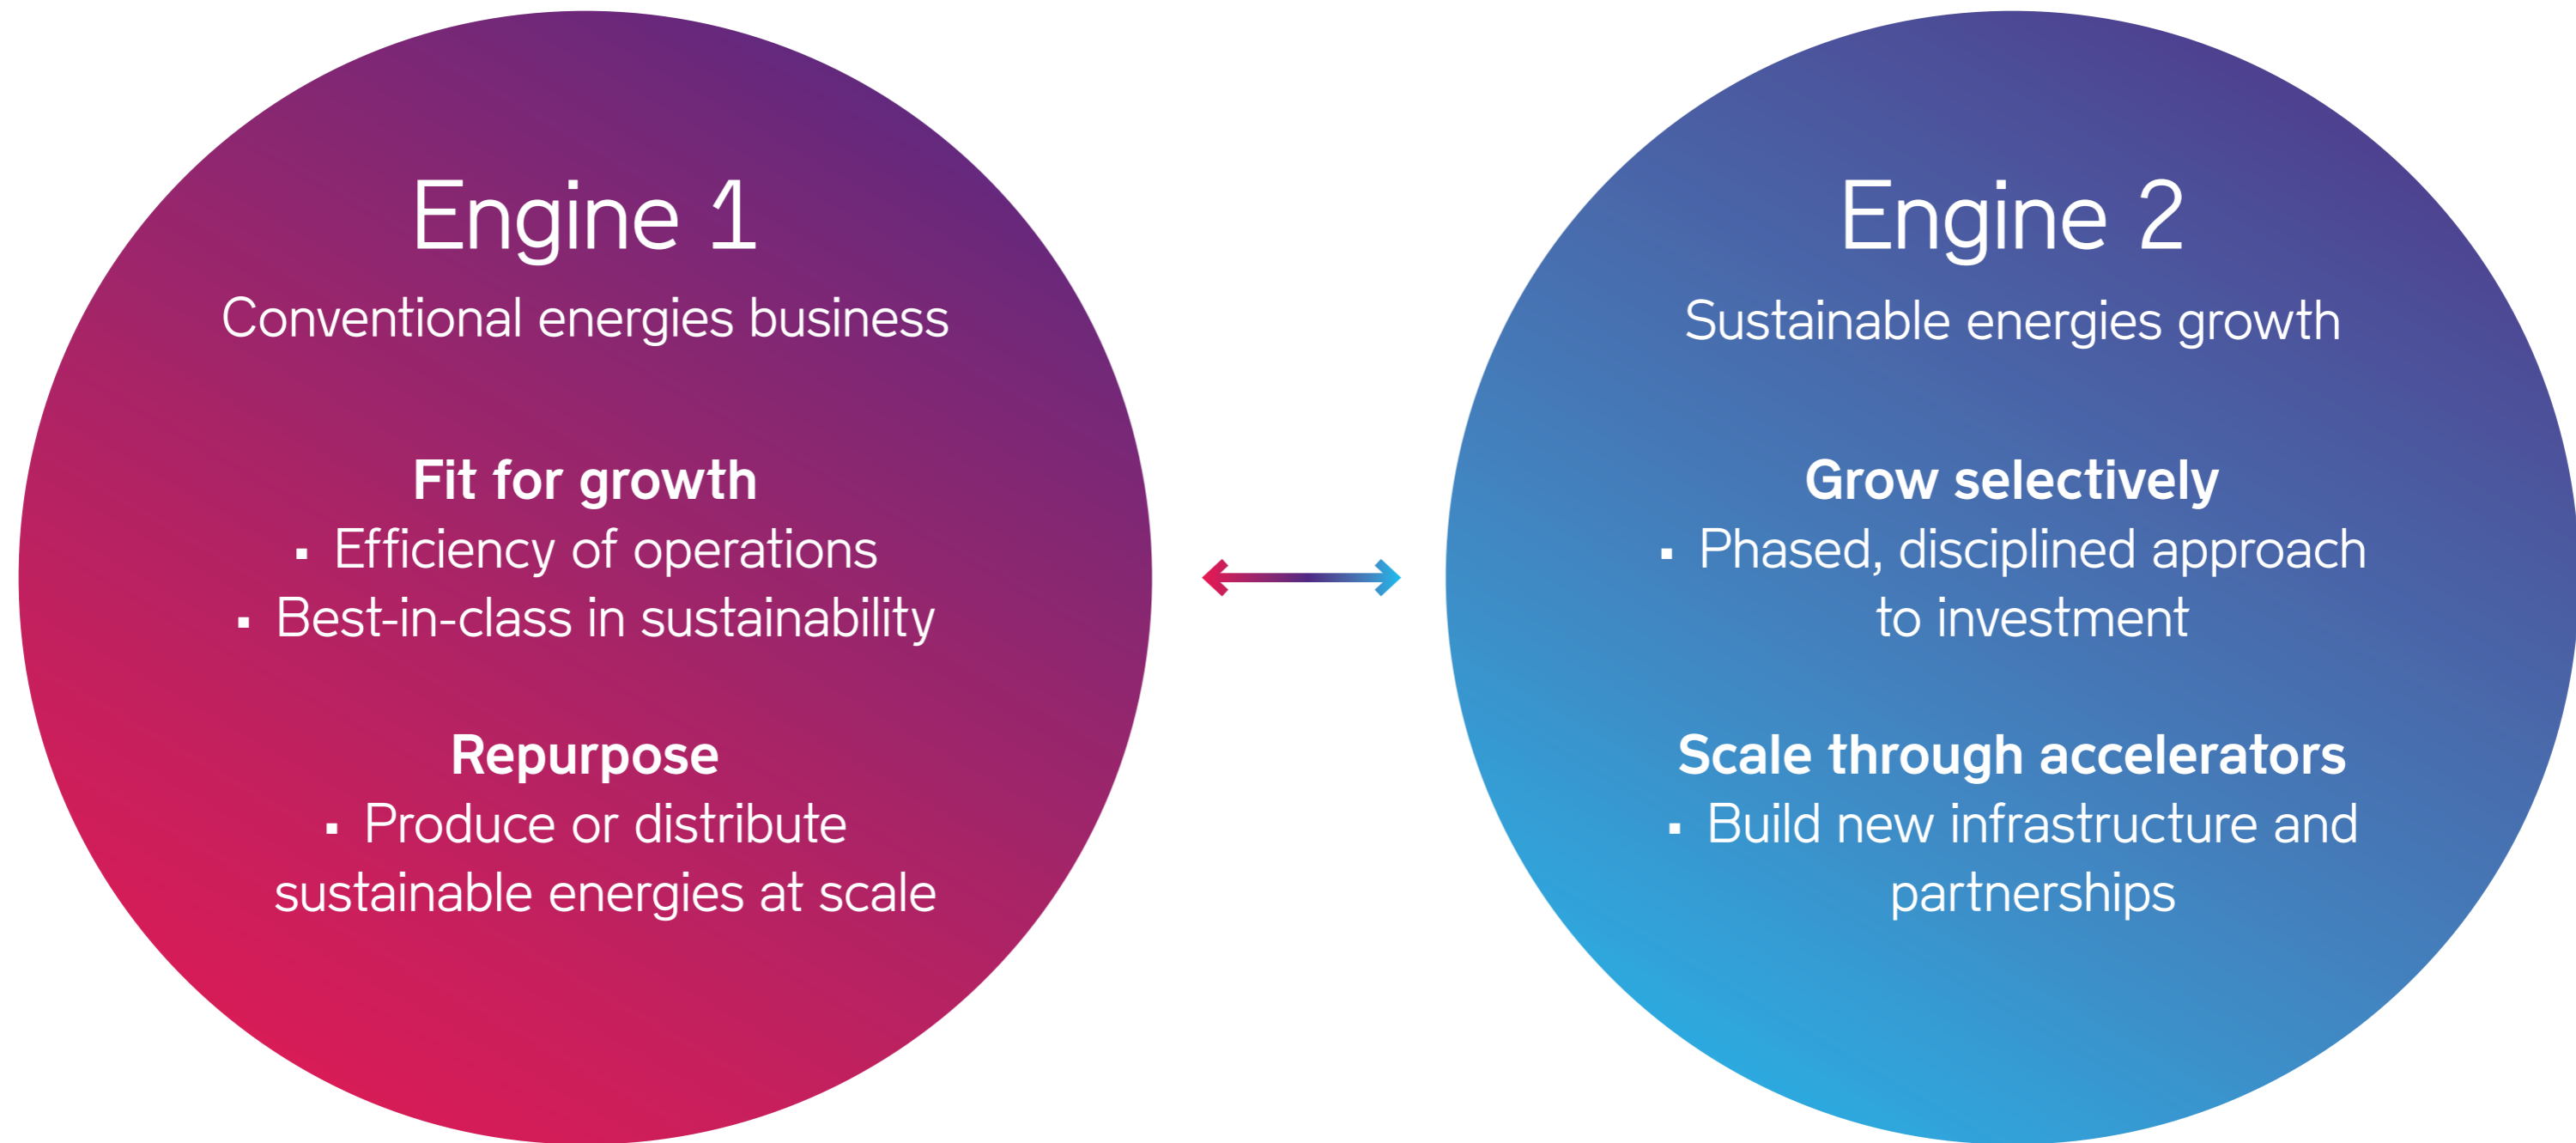 Engine 1
Conventional energies business
Fit for growth
▪ Efficiency of operations
▪ Best-in-class in sustainability
Repurpose
▪ Produce or distribute
sustainable energies at scale
Engine 2
Sustainable energies growth
Grow selectively
▪ Phased, disciplined approach
to investment
Scale through accelerators
▪ Build new infrastructure and
partnerships